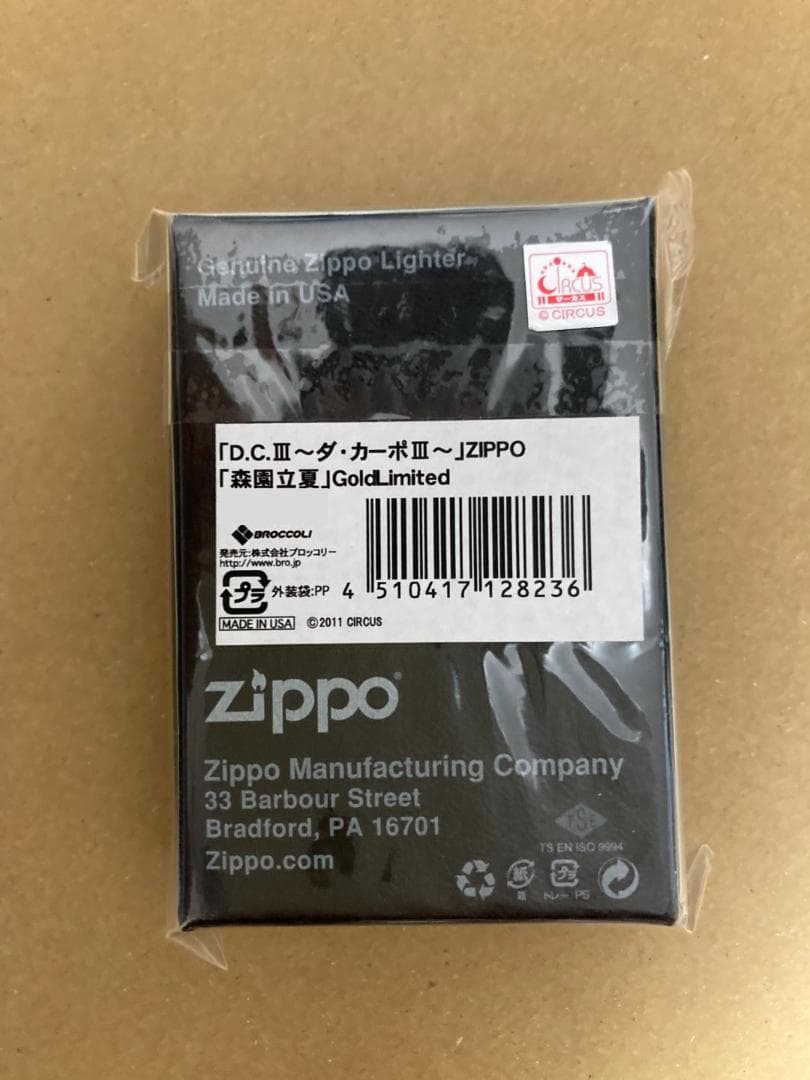 Genuine Zippo Lighter
Made in USA
CIRCUS
サーカス
© CIRCUS
「D.C.Ⅲ～ダ・カーポⅢ～」ZIPPO
「森園立夏」GoldLimited
BROCCOLI
発売元:株式会社ブロッコリー
http://www.bro.jp
プラ 外装袋:PP
4 510417 128236
MADE IN USA ©2011 CIRCUS
zippo®
Zippo Manufacturing Company
33 Barbour Street
Bradford, PA 16701
Zippo.com
TSE
TS EN ISO 9994
紙 プラ
箱 トレー:PS